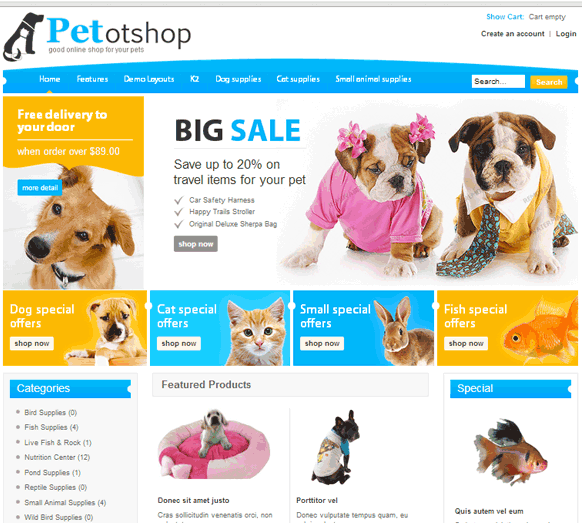 Show Cart: Cart empty
Petotshop
good online shop for your pets
Create an account | Login
Home Features Demo Layouts K2 Dog supplies Cat supplies Small animal supplies Search... Search
Free delivery to
your door
when order over $89.00
more detail
BIG SALE
Save up to 20% on
travel items for your pet
Car Safety Harness
Happy Trails Stroller
Original Deluxe Sherpa Bag
shop now
Dog special
offers
shop now
Cat special
offers
shop now
Small special
offers
shop now
Fish special
offers
shop now
Categories
Bird Supplies (0)
Fish Supplies (4)
Live Fish & Rock (1)
Nutrition Center (12)
Pond Supplies (1)
Reptile Supplies (0)
Small Animal Supplies (4)
Wild Bird Supplies (0)
Featured Products
Donec sit amet justo
Cras sollicitudin venenatis orci, non
Porttitor vel
Donec vulputate tempus quam, eu
Special
Quis autem vel eum